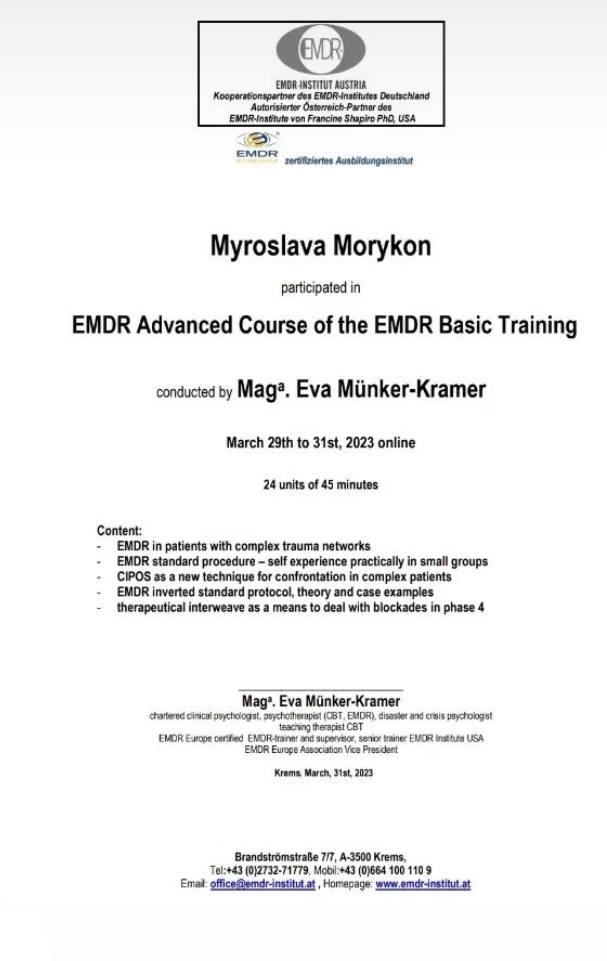 EMDR
EMDR-INSTITUT AUSTRIA
Kooperationspartner des EMDR-Institutes Deutschland
Autorisierter Österreich-Partner des
EMDR-Institute von Francine Shapiro PhD, USA
EMDR
zertifiziertes Ausbildungsinstitut
Myroslava Morykon
participated in
EMDR Advanced Course of the EMDR Basic Training
conducted by Magª. Eva Münker-Kramer
March 29th to 31st, 2023 online
24 units of 45 minutes
Content:
- EMDR in patients with complex trauma networks
- EMDR standard procedure – self experience practically in small groups
- CIPOS as a new technique for confrontation in complex patients
- EMDR inverted standard protocol, theory and case examples
- therapeutical interweave as a means to deal with blockades in phase 4
Magª. Eva Münker-Kramer
chartered clinical psychologist, psychotherapist (CBT, EMDR), disaster and crisis psychologist
teaching therapist CBT
EMDR Europe certified EMDR-trainer and supervisor, senior trainer EMDR Institute USA
EMDR Europe Association Vice President
Krems, March, 31st, 2023
Brandströmstraße 7/7, A-3500 Krems,
Tel:+43 (0)2732-71779, Mobil:+43 (0)664 100 110 9
Email: office@emdr-institut.at , Homepage: www.emdr-institut.at